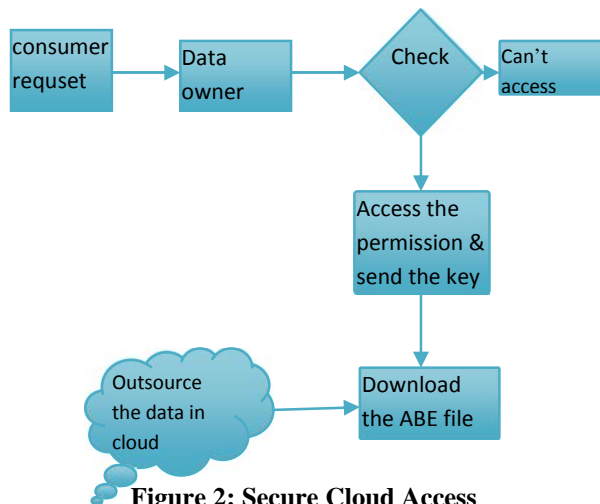 consumer
requset
Data
owner
Check
Can’t
access
Access the
permission &
send the key
Outsource
the data in
cloud
Download
the ABE file
Figure 2: Secure Cloud Access